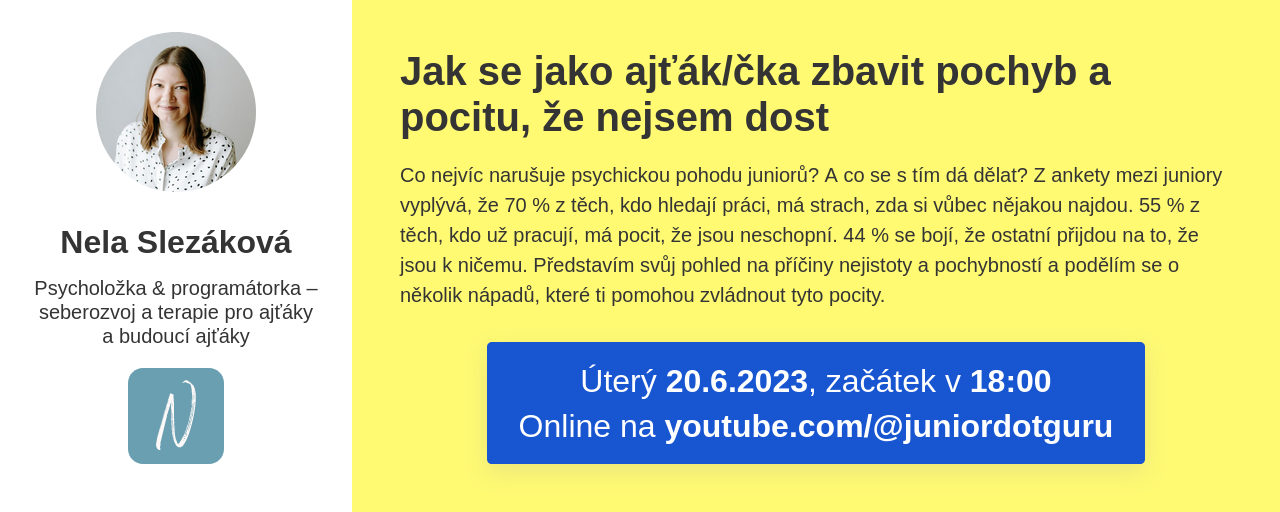 Nela Slezáková
Psycholožka & programátorka –
seberozvoj a terapie pro ajťáky
a budoucí ajťáky
N
Jak se jako ajťák/čka zbavit pochyb a
pocitu, že nejsem dost
Co nejvíc narušuje psychickou pohodu juniorů? A co se s tím dá dělat? Z ankety mezi juniory
vyplývá, že 70 % z těch, kdo hledají práci, má strach, zda si vůbec nějakou najdou. 55 % z
těch, kdo už pracují, má pocit, že jsou neschopní. 44 % se bojí, že ostatní přijdou na to, že
jsou k ničemu. Představím svůj pohled na příčiny nejistoty a pochybností a podělím se o
několik nápadů, které ti pomohou zvládnout tyto pocity.
Úterý 20.6.2023, začátek v 18:00
Online na youtube.com/@juniordotguru